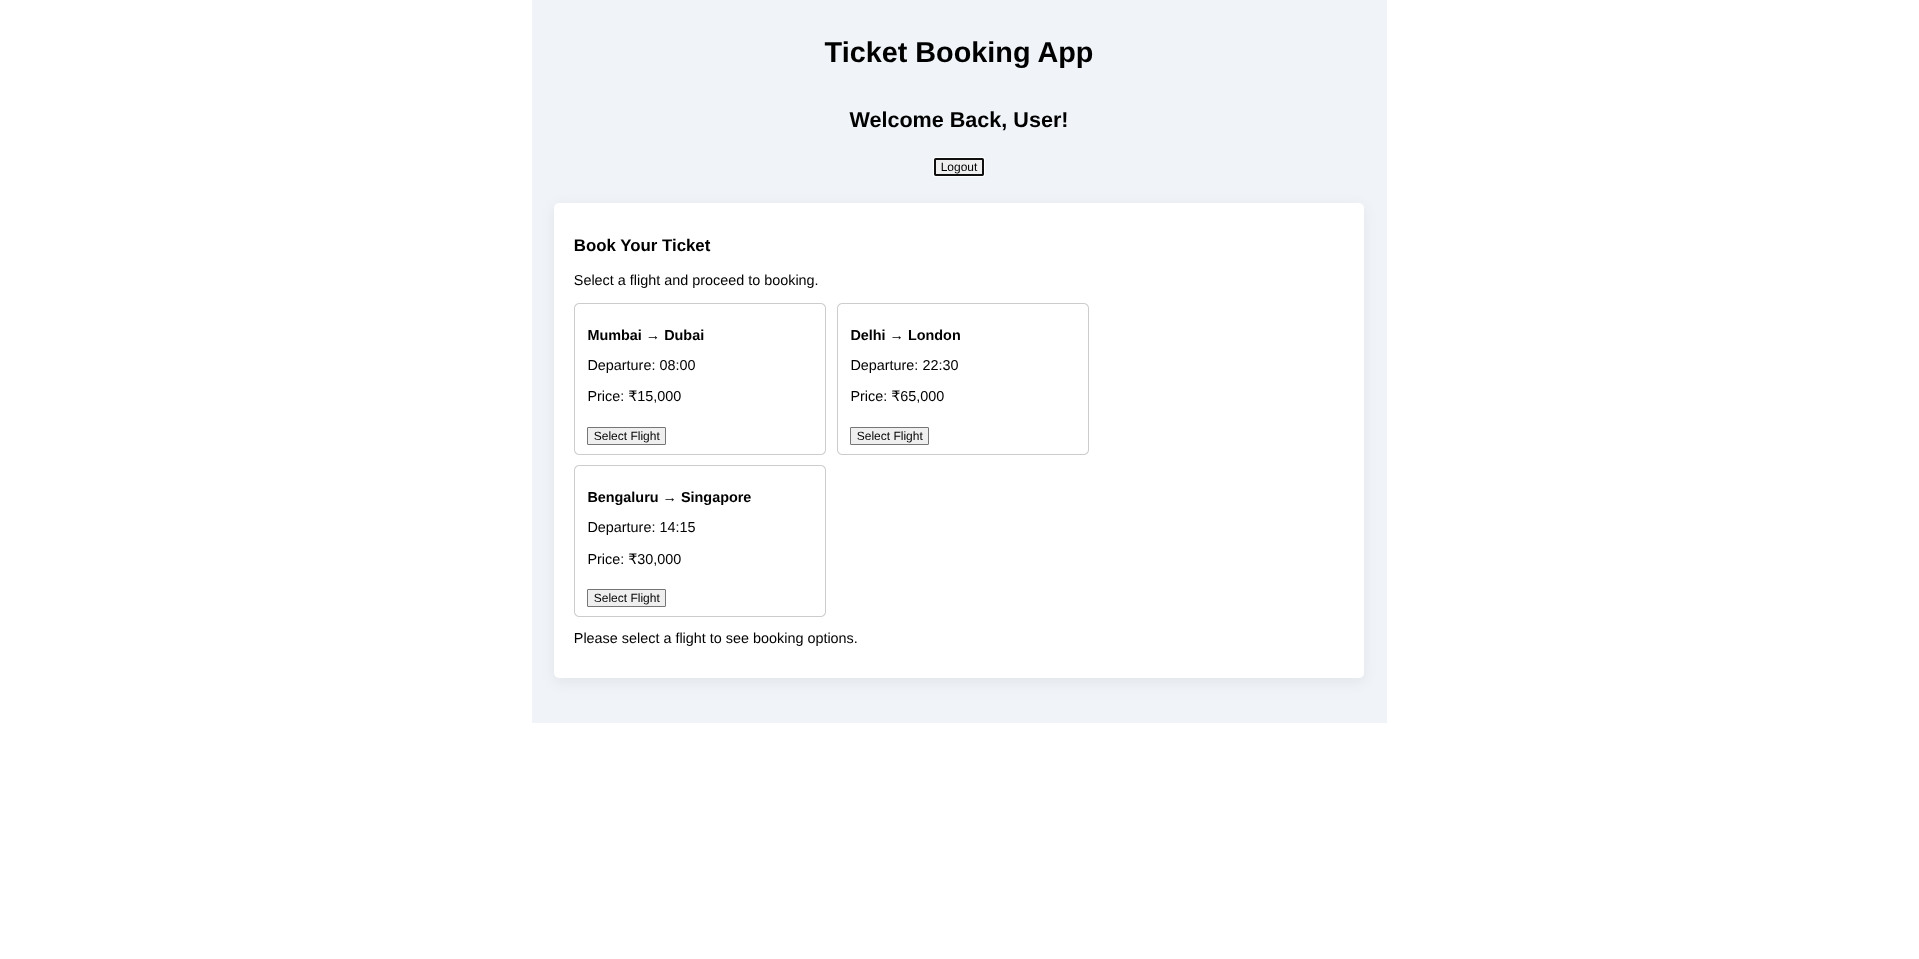 Ticket Booking App
Welcome Back, User!
Logout
Book Your Ticket
Select a flight and proceed to booking.
Mumbai → Dubai
Departure: 08:00
Price: ₹15,000
Select Flight
Delhi → London
Departure: 22:30
Price: ₹65,000
Select Flight
Bengaluru → Singapore
Departure: 14:15
Price: ₹30,000
Select Flight
Please select a flight to see booking options.